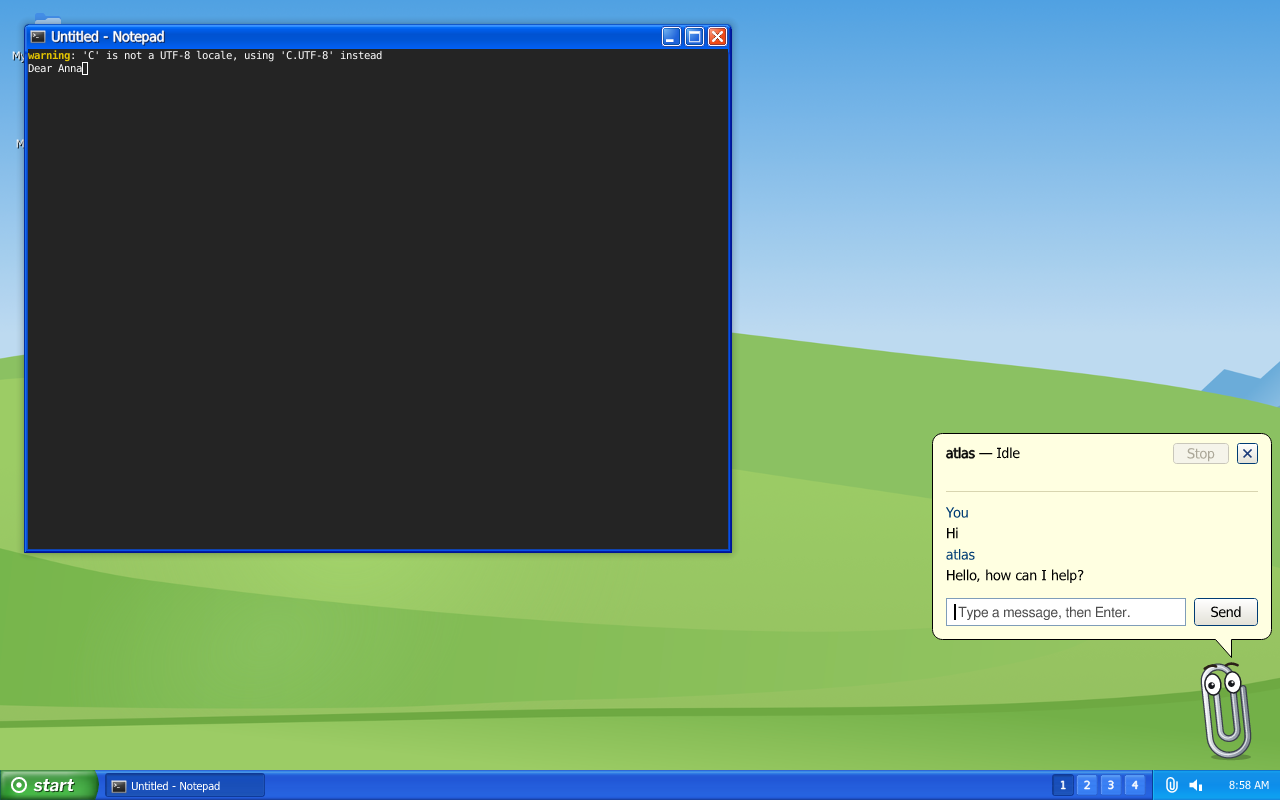 Untitled - Notepad
My
warning: 'C' is not a UTF-8 locale, using 'C.UTF-8' instead
Dear Anna
M
atlas — Idle
Stop
You
Hi
atlas
Hello, how can I help?
Type a message, then Enter.
Send
start
Untitled - Notepad
1 2 3 4
8:58 AM